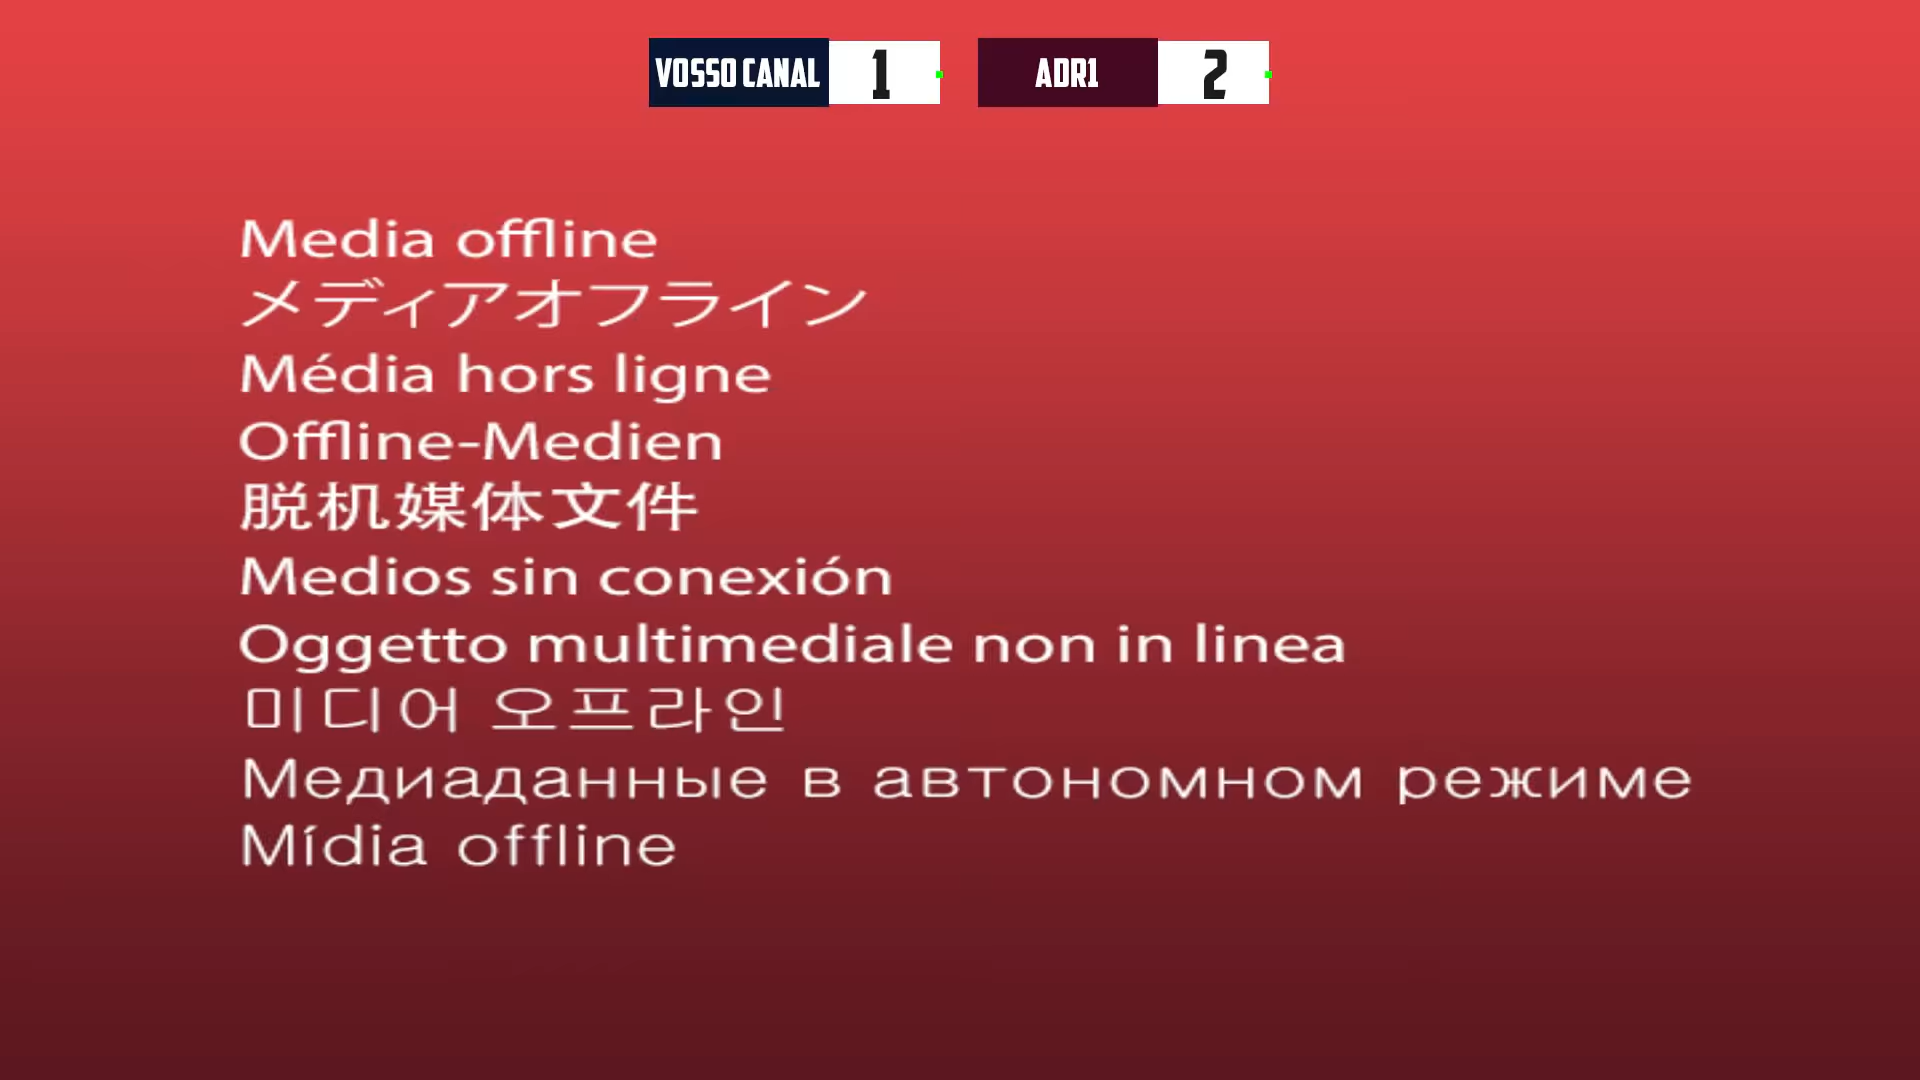 VOSSO CANAL 1 ADR1 2
Media offline
メディアオフライン
Média hors ligne
Offline-Medien
脱机媒体文件
Medios sin conexión
Oggetto multimediale non in linea
미디어 오프라인
Медиаданные в автономном режиме
Mídia offline